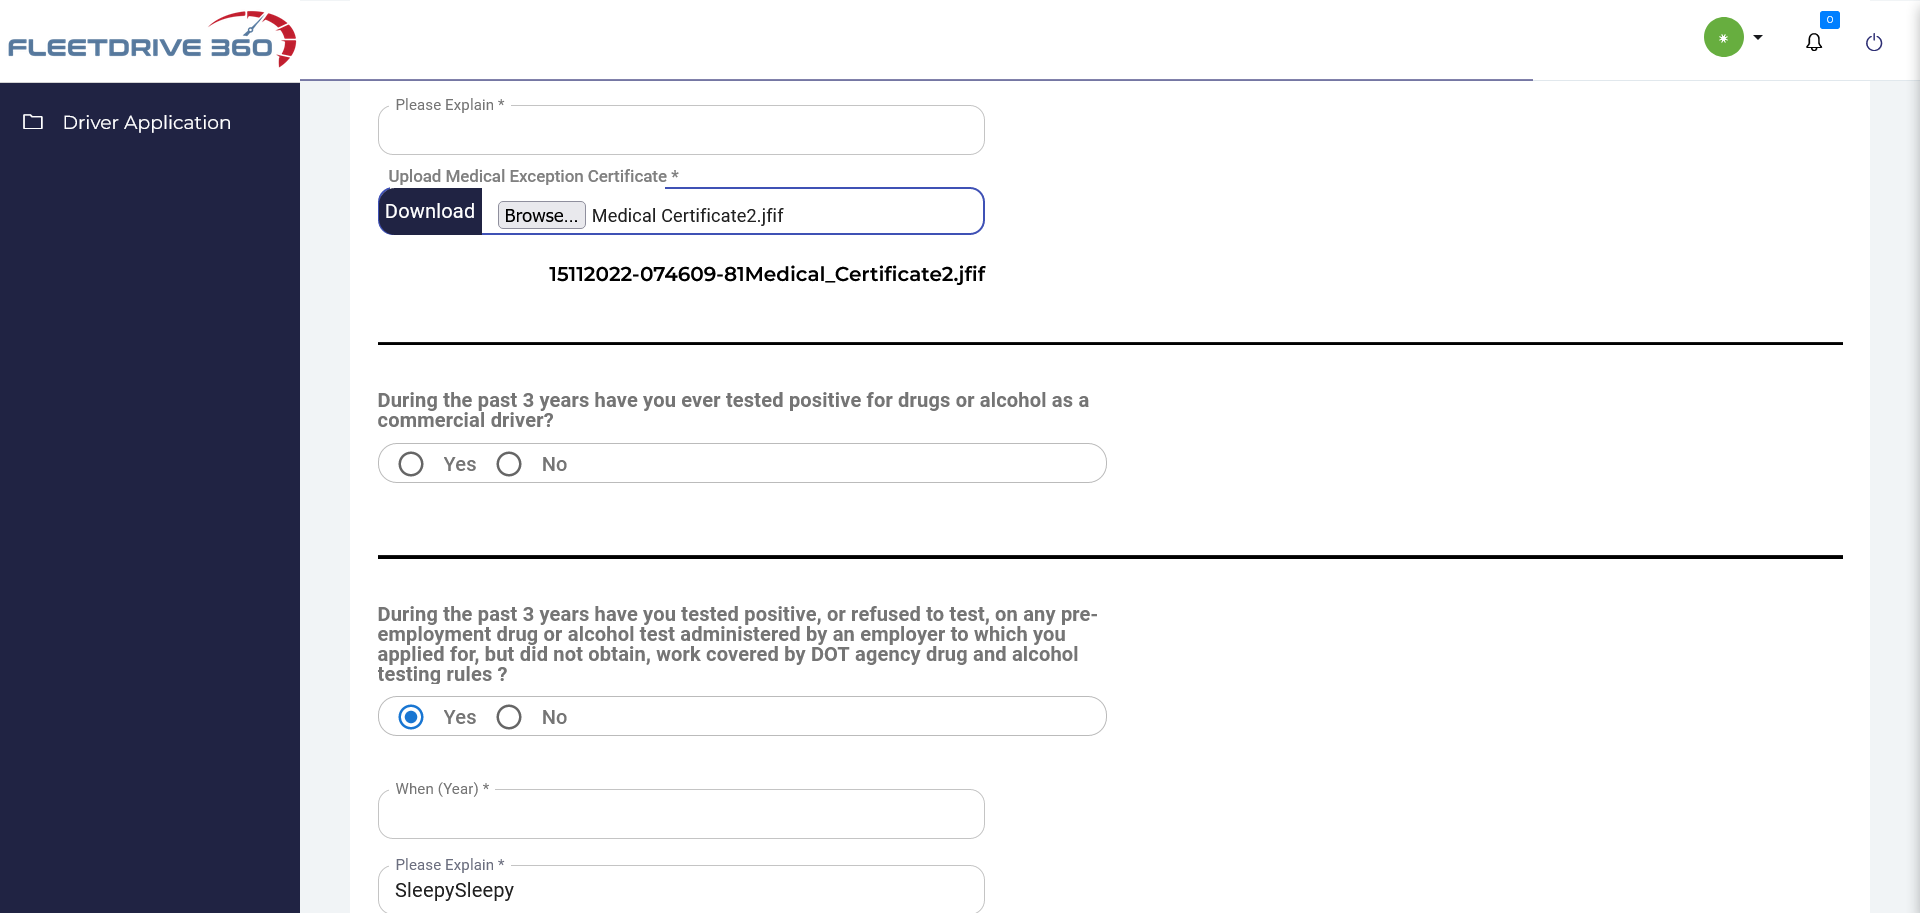 FLEETDRIVE 360
0
Driver Application
Please Explain *
Upload Medical Exception Certificate *
Download
Browse... Medical Certificate2.jfif
15112022-074609-81Medical_Certificate2.jfif
During the past 3 years have you ever tested positive for drugs or alcohol as a
commercial driver?
Yes No
During the past 3 years have you tested positive, or refused to test, on any pre-
employment drug or alcohol test administered by an employer to which you
applied for, but did not obtain, work covered by DOT agency drug and alcohol
testing rules ?
Yes No
When (Year) *
Please Explain *
SleepySleepy